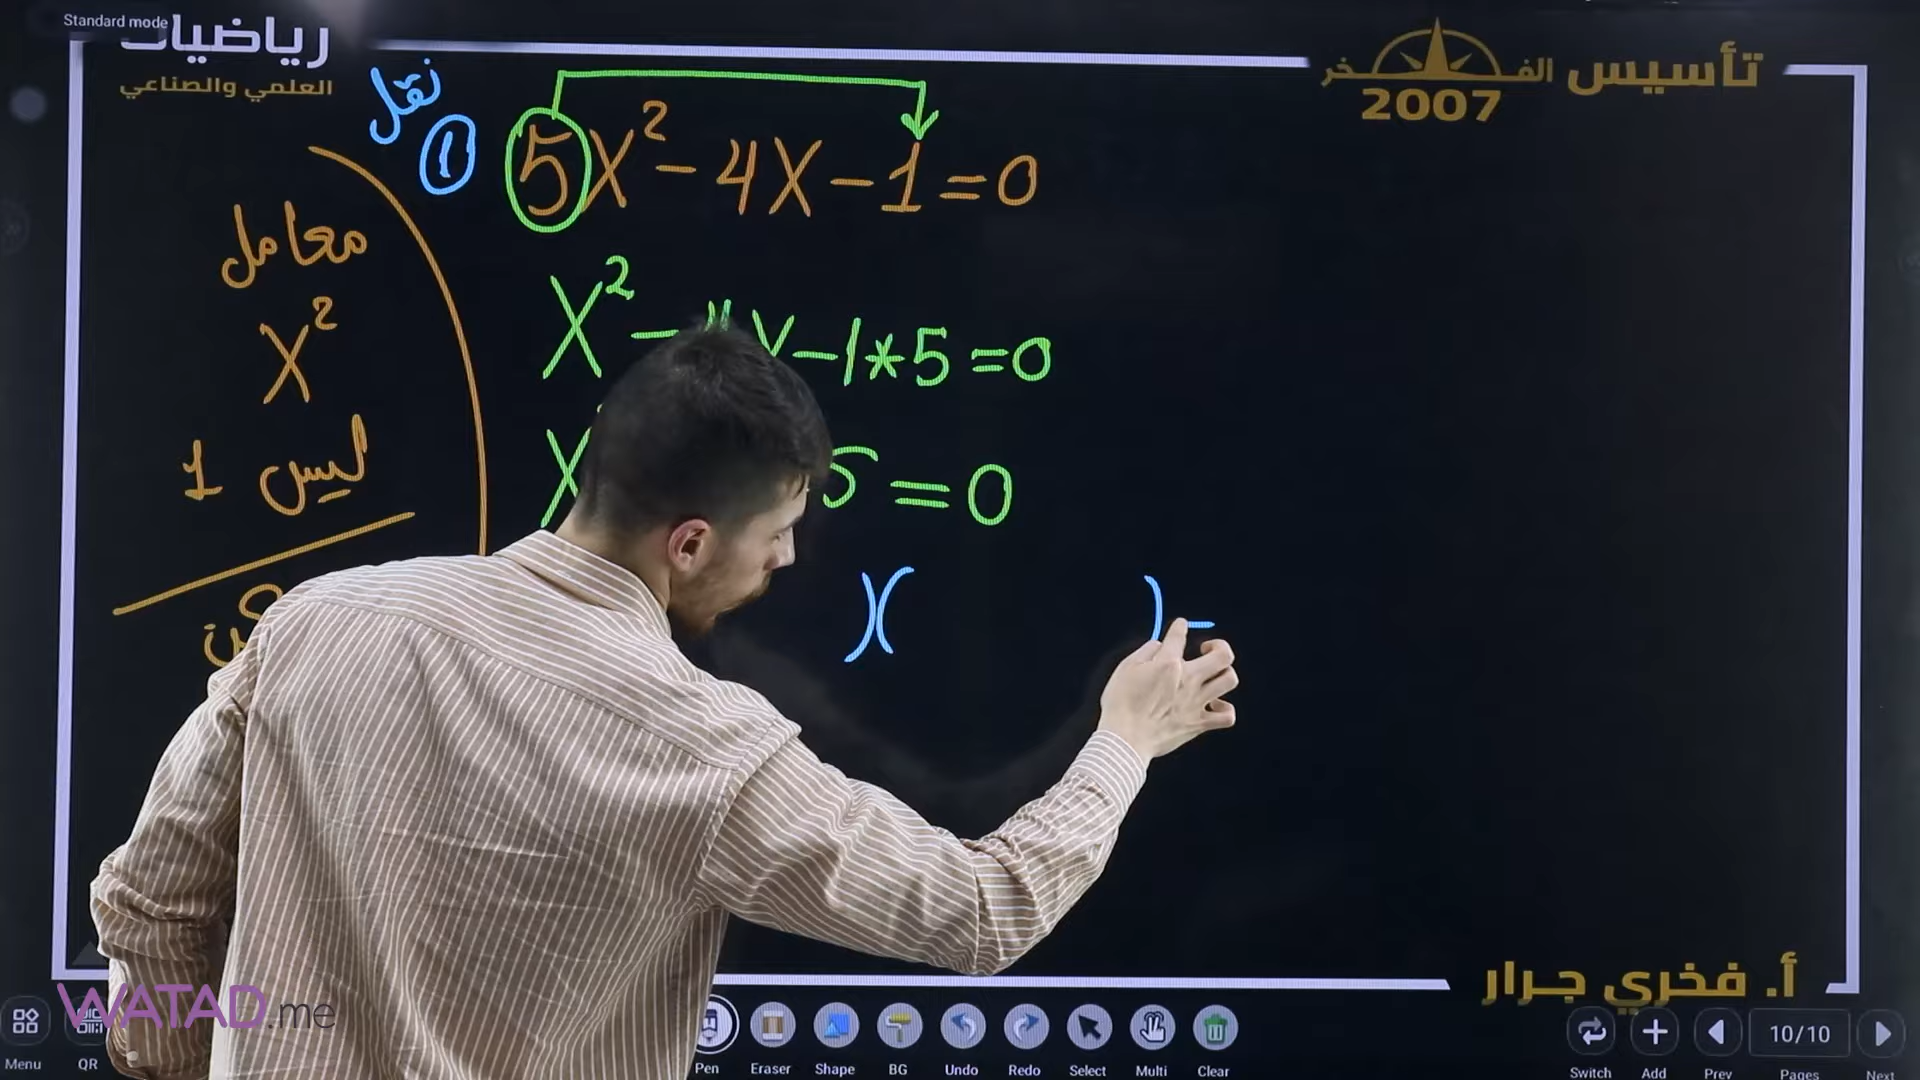 Standard mode
رياضيات
العلمي والصناعي
تأسيس الفخر
2007
نقل
1
5X² - 4X - 1 = 0
معامل
X²
ليس 1
X² - 4X - 1 * 5 = 0
X² 5 = 0
)( ) =
أ. فخري جرار
WATAD.me
Menu QR Pen Eraser Shape BG Undo Redo Select Multi Clear Switch Add Prev 10/10 Pages Next